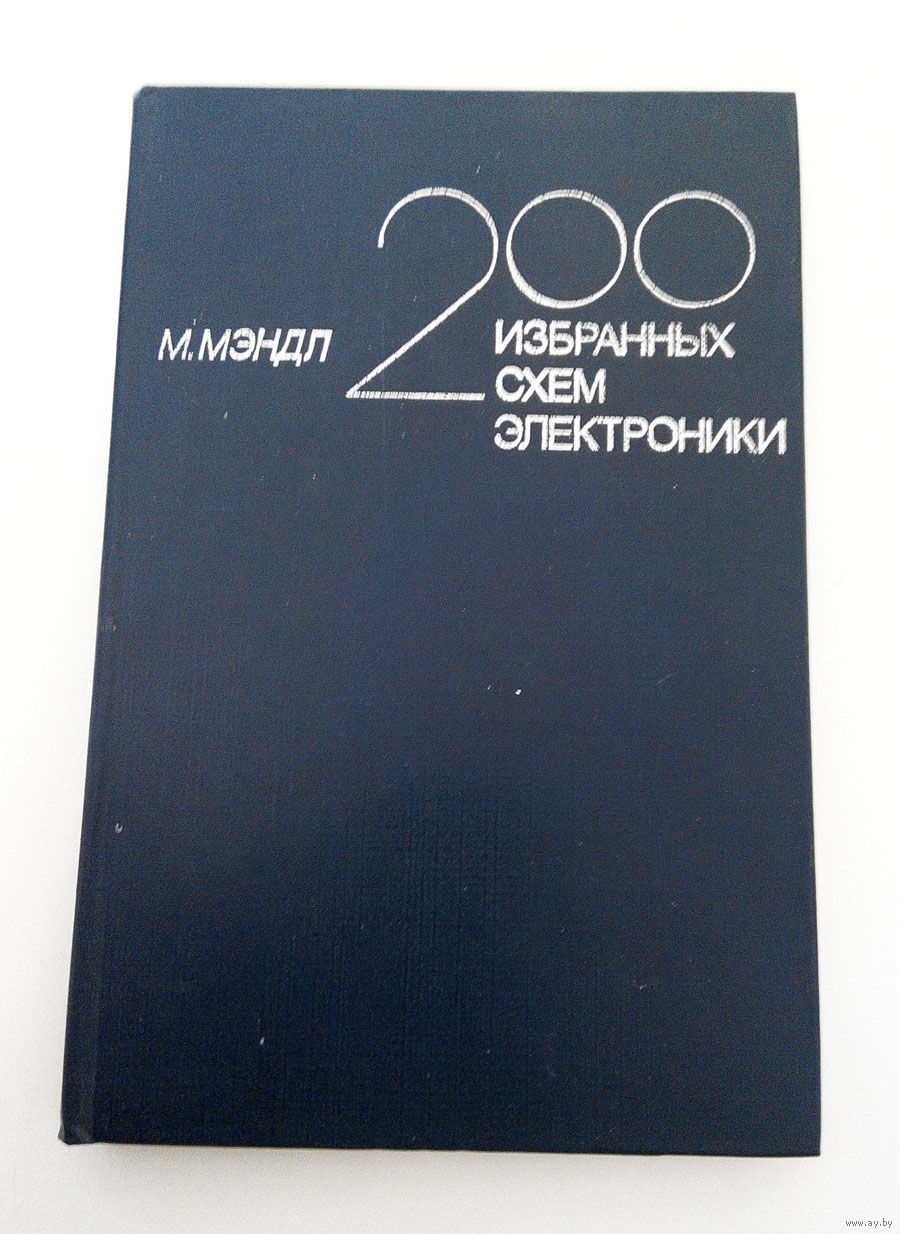 М. МЭНДЛ
200
ИЗБРАННЫХ
СХЕМ
ЭЛЕКТРОНИКИ
www.ay.by